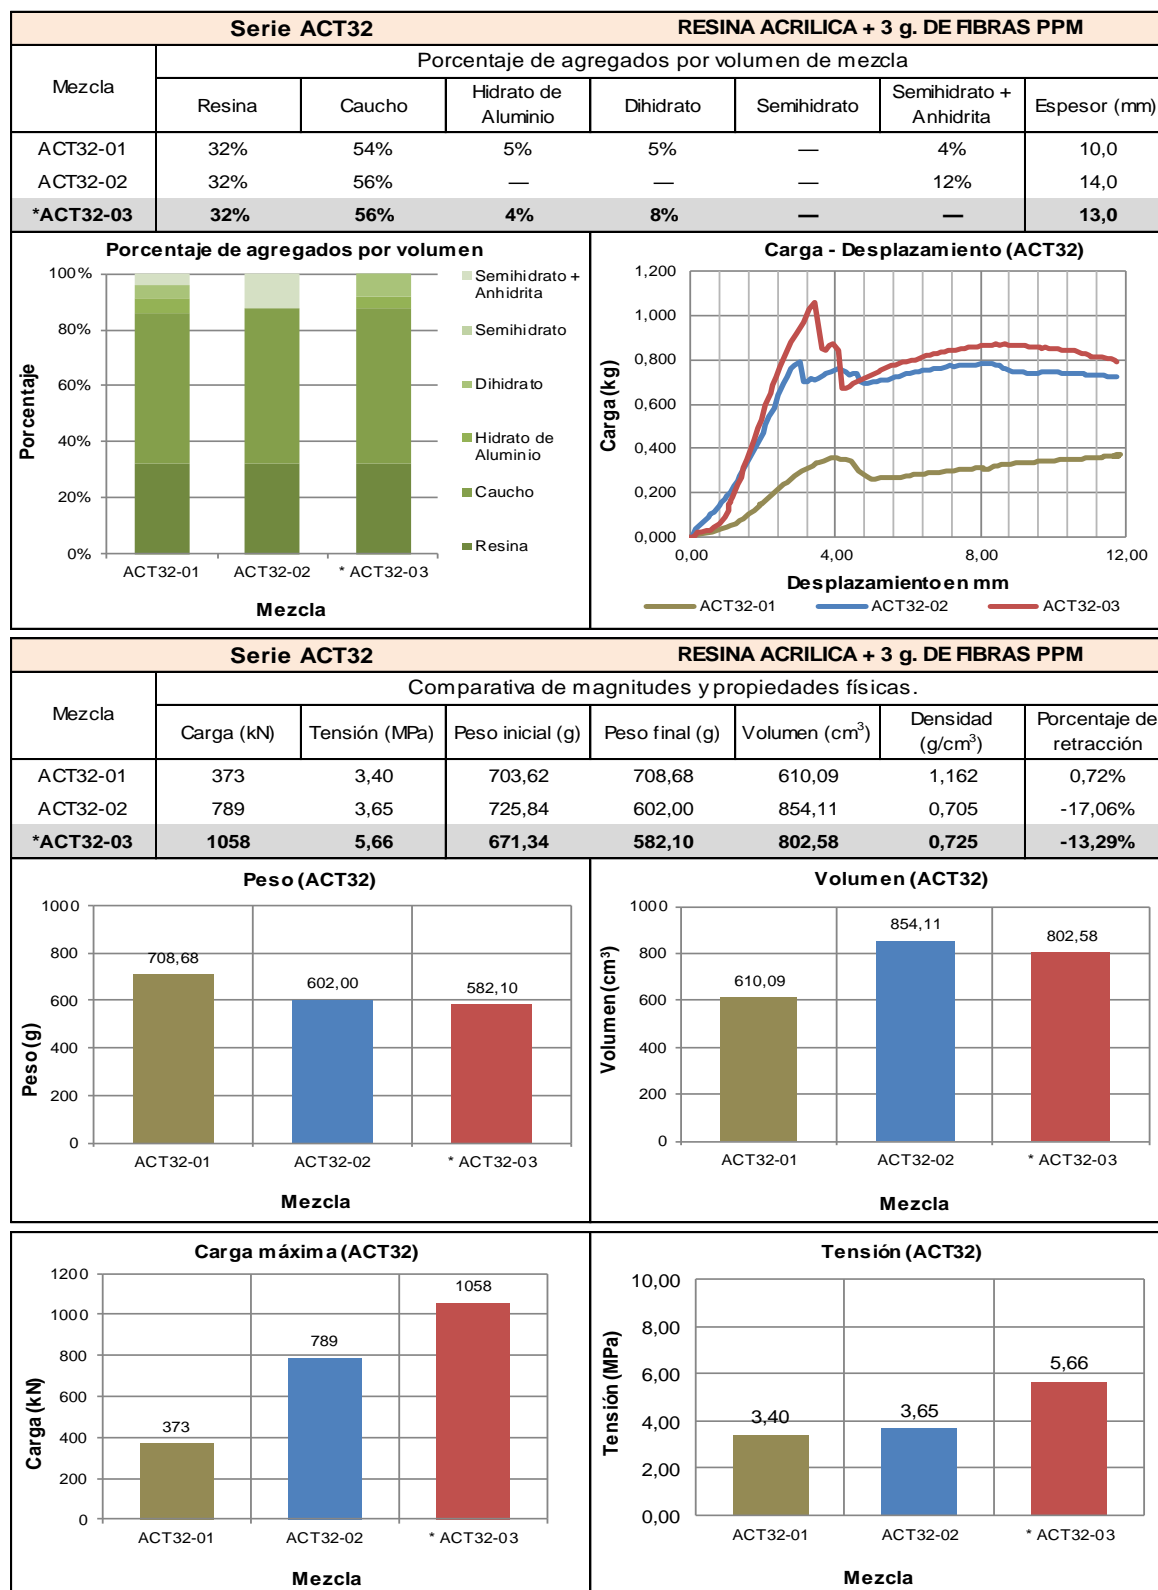 Serie ACT32 RESINA ACRILICA + 3 g. DE FIBRAS PPM
Mezcla Porcentaje de agregados por volumen de mezcla
Resina Caucho Hidrato de Aluminio Dihidrato Semihidrato Semihidrato + Anhidrita Espesor (mm)
ACT32-01 32% 54% 5% 5% — 4% 10,0
ACT32-02 32% 56% — — — 12% 14,0
*ACT32-03 32% 56% 4% 8% — — 13,0
Porcentaje de agregados por volumen
100%
80%
60%
40%
20%
0%
Porcentaje
ACT32-01 ACT32-02 * ACT32-03
Mezcla
Semihidrato +
Anhidrita
Semihidrato
Dihidrato
Hidrato de
Aluminio
Caucho
Resina
Carga - Desplazamiento (ACT32)
1,200
1,000
0,800
0,600
0,400
0,200
0,000
Carga (kg)
0,00 4,00 8,00 12,00
Desplazamiento en mm
ACT32-01 ACT32-02 ACT32-03
Serie ACT32 RESINA ACRILICA + 3 g. DE FIBRAS PPM
Mezcla Comparativa de magnitudes y propiedades físicas.
Carga (kN) Tensión (MPa) Peso inicial (g) Peso final (g) Volumen (cm³) Densidad (g/cm³) Porcentaje de retracción
ACT32-01 373 3,40 703,62 708,68 610,09 1,162 0,72%
ACT32-02 789 3,65 725,84 602,00 854,11 0,705 -17,06%
*ACT32-03 1058 5,66 671,34 582,10 802,58 0,725 -13,29%
Peso (ACT32)
1000
800
600
400
200
0
Peso (g)
708,68
602,00
582,10
ACT32-01 ACT32-02 * ACT32-03
Mezcla
Volumen (ACT32)
1000
800
600
400
200
0
Volumen (cm³)
610,09
854,11
802,58
ACT32-01 ACT32-02 * ACT32-03
Mezcla
Carga máxima (ACT32)
1200
1000
800
600
400
200
0
Carga (kN)
373
789
1058
ACT32-01 ACT32-02 * ACT32-03
Mezcla
Tensión (ACT32)
10,00
8,00
6,00
4,00
2,00
0,00
Tensión (MPa)
3,40
3,65
5,66
ACT32-01 ACT32-02 * ACT32-03
Mezcla